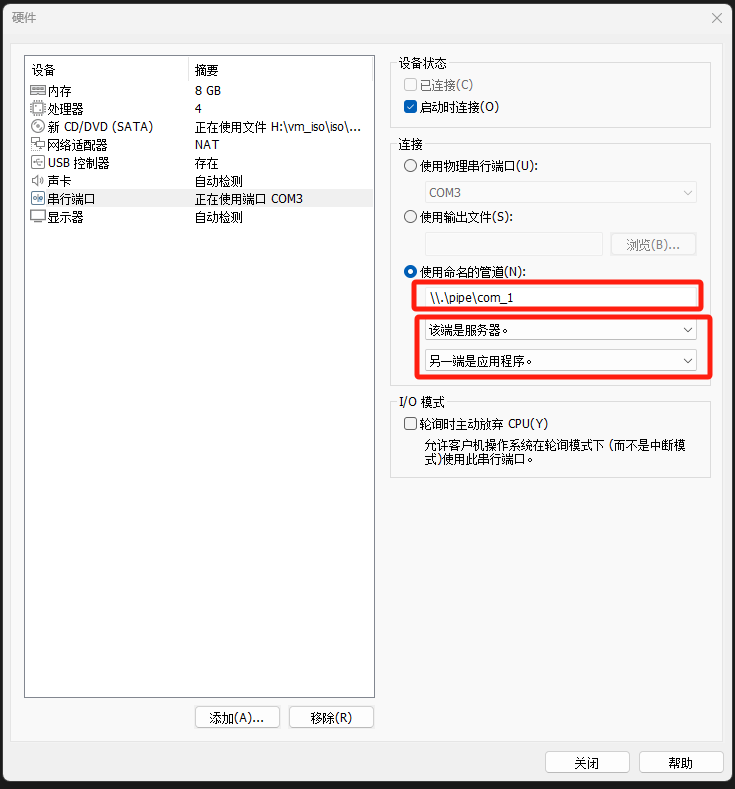 硬件
设备 摘要
内存 8 GB
处理器 4
新 CD/DVD (SATA) 正在使用文件 H:\vm_iso\iso\...
网络适配器 NAT
USB 控制器 存在
声卡 自动检测
串行端口 正在使用端口 COM3
显示器 自动检测
添加(A)... 移除(R)
设备状态
已连接(C)
启动时连接(O)
连接
使用物理串行端口(U):
COM3
使用输出文件(S):
浏览(B)...
使用命名的管道(N):
\\.\pipe\com_1
该端是服务器。
另一端是应用程序。
I/O 模式
轮询时主动放弃 CPU(Y)
允许客户机操作系统在轮询模式下 (而不是中断模
式)使用此串行端口。
关闭 帮助